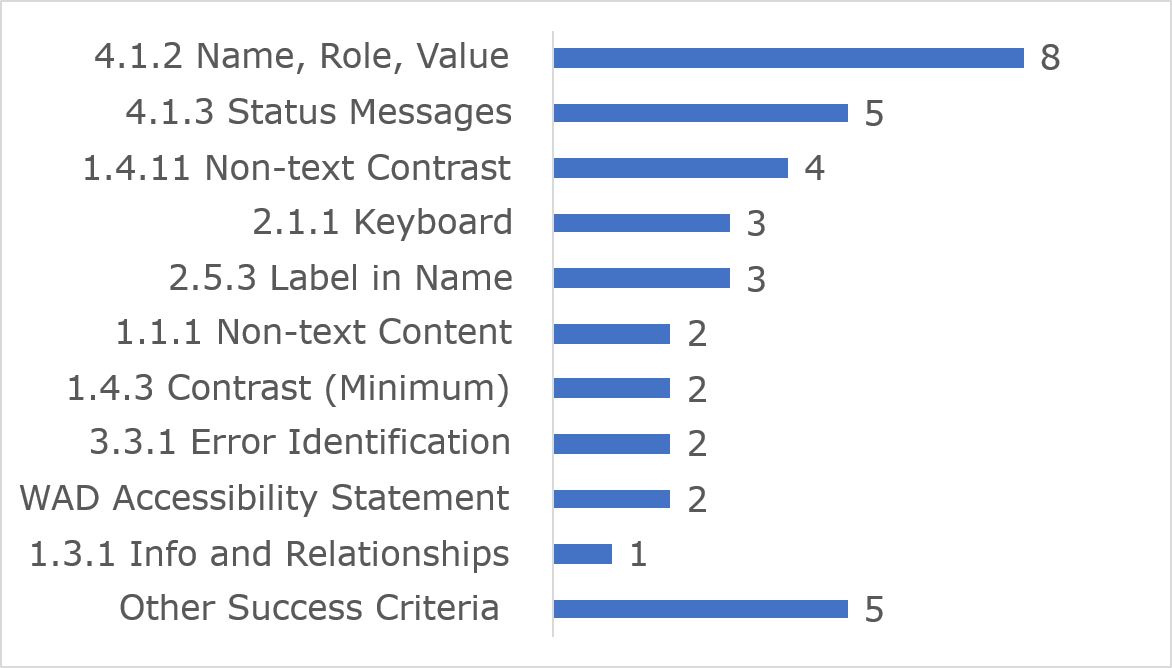 4.1.2 Name, Role, Value 8
4.1.3 Status Messages 5
1.4.11 Non-text Contrast 4
2.1.1 Keyboard 3
2.5.3 Label in Name 3
1.1.1 Non-text Content 2
1.4.3 Contrast (Minimum) 2
3.3.1 Error Identification 2
WAD Accessibility Statement 2
1.3.1 Info and Relationships 1
Other Success Criteria 5